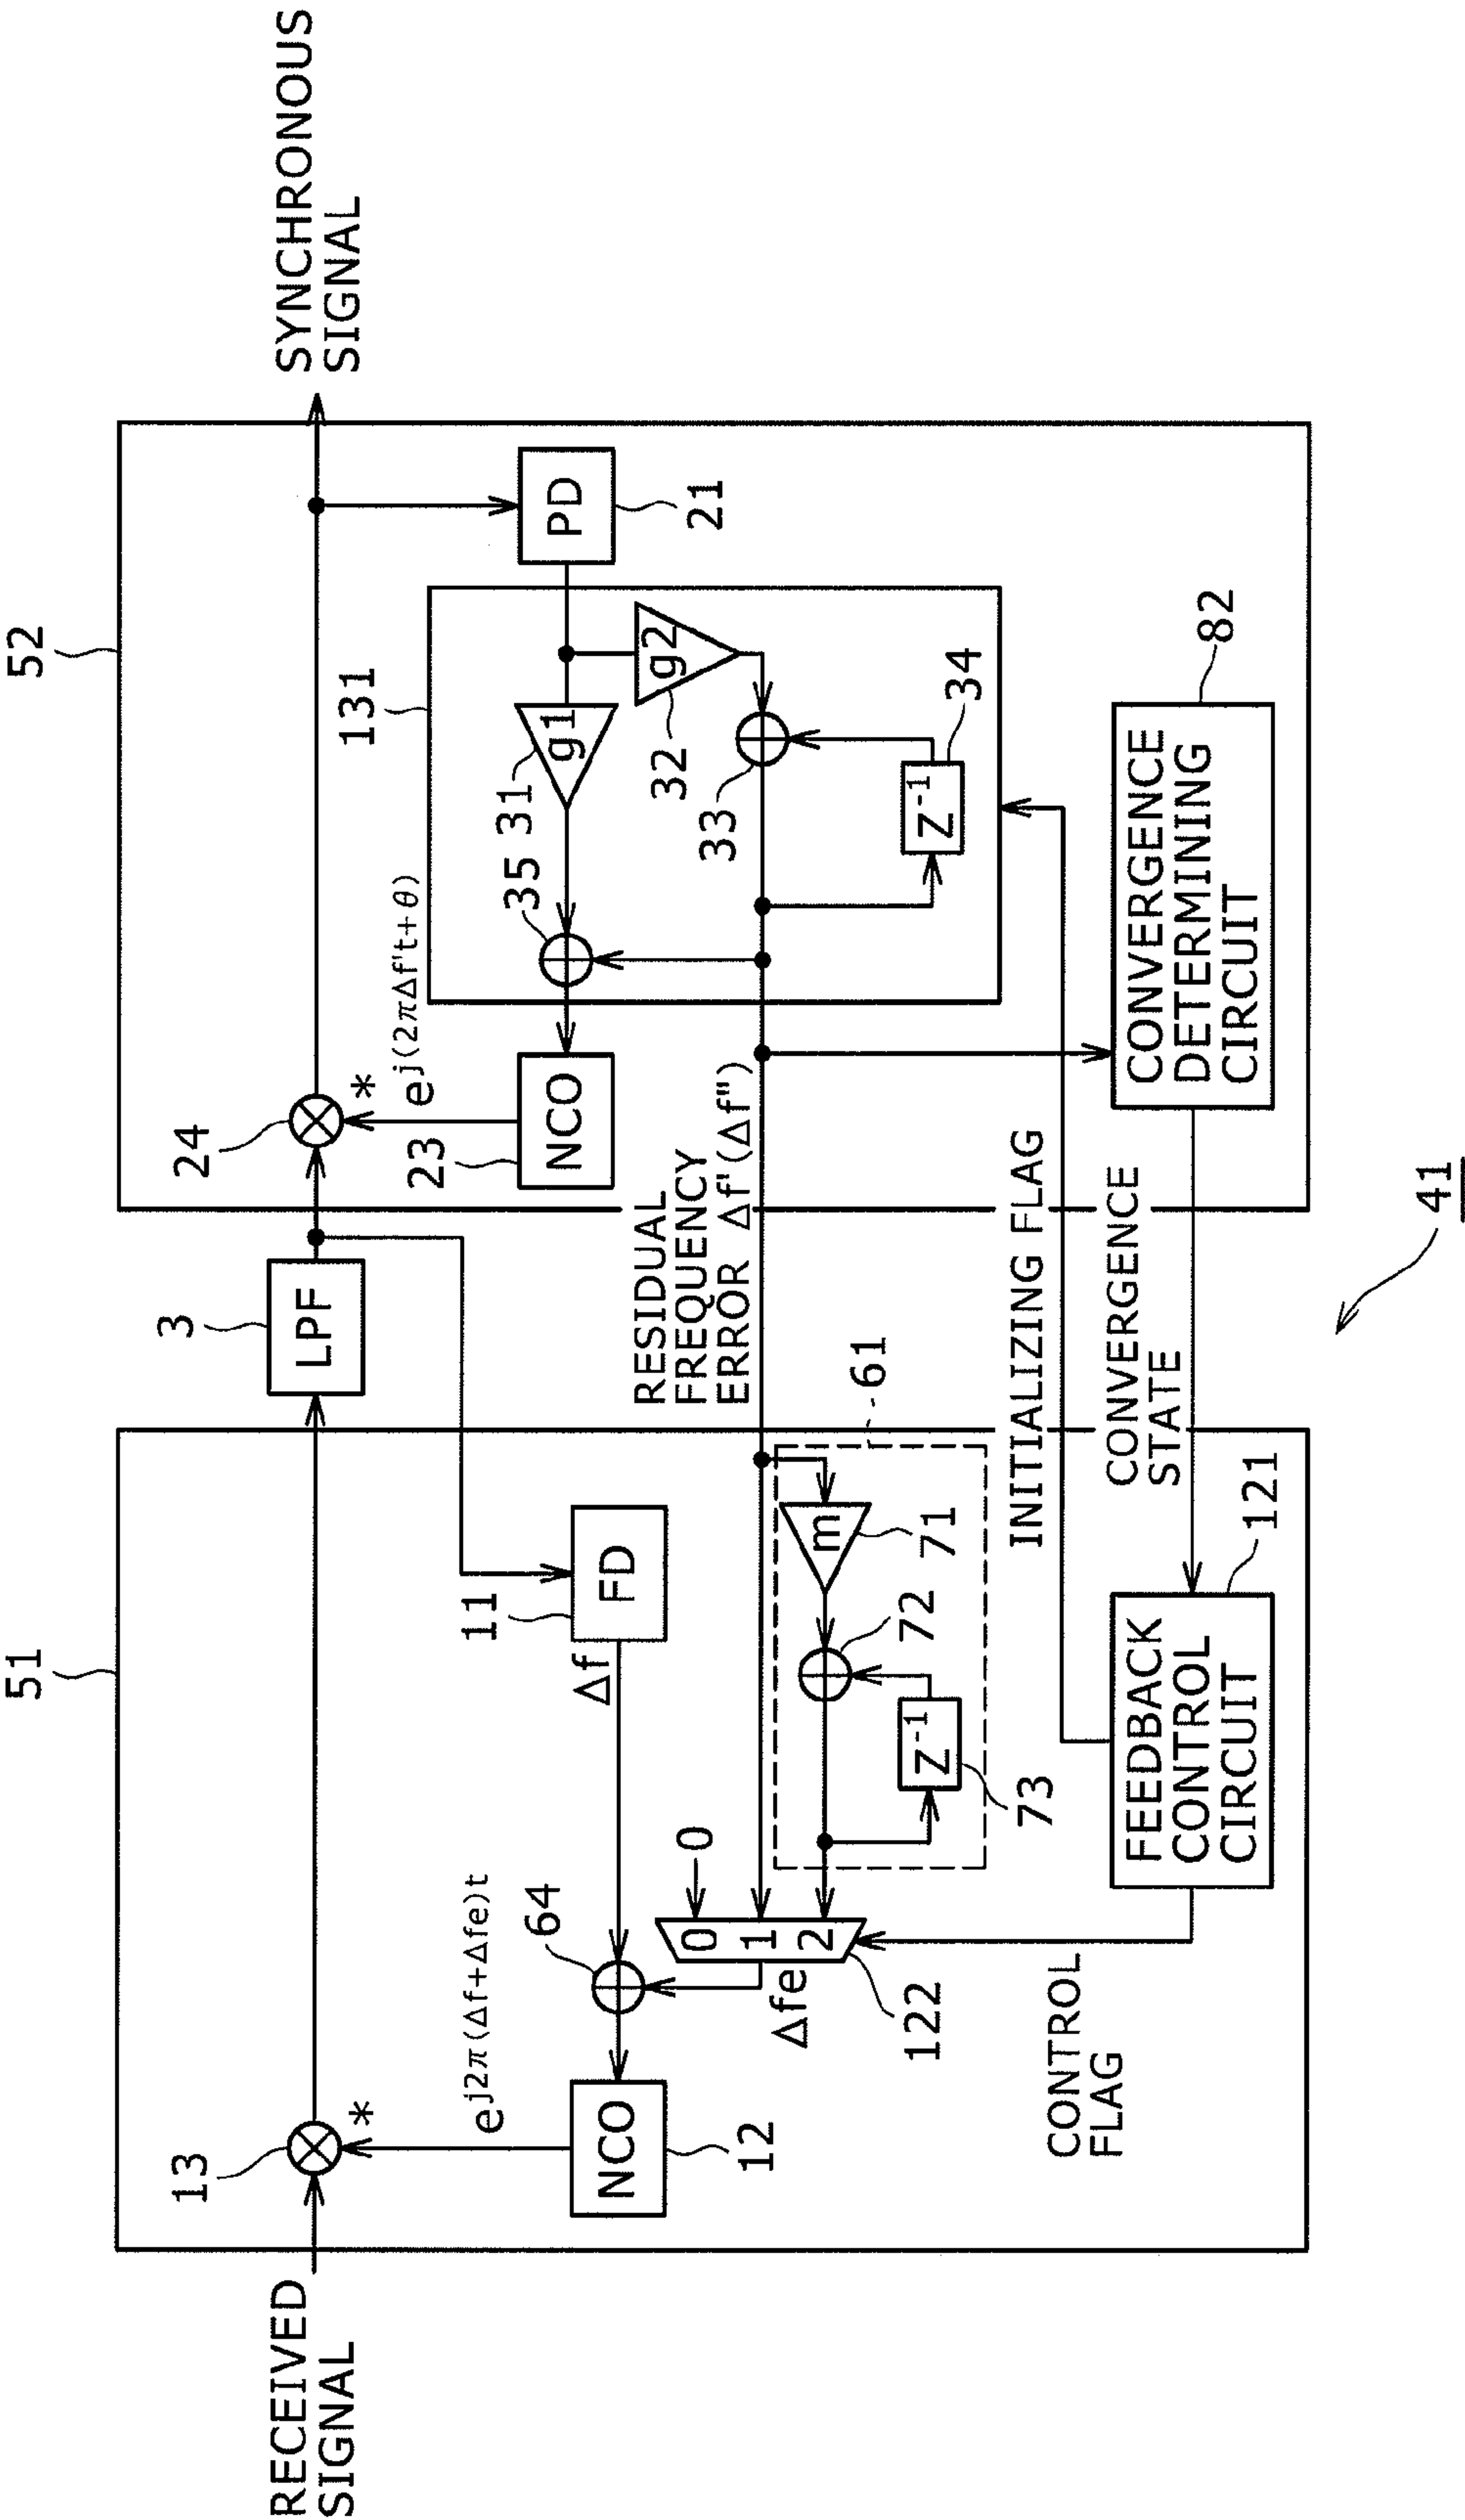 RECEIVED
SIGNAL
51
13
*
e^j2π(Δf+Δfe)t
NCO
12
64
Δf
11
FD
0
0
1
2
Δfe
122
CONTROL
FLAG
61
m
71
72
Z^-1
73
FEEDBACK
CONTROL
CIRCUIT
121
3
LPF
RESIDUAL
FREQUENCY
ERROR Δf'(Δf")
INITIALIZING FLAG
CONVERGENCE
STATE
52
24
*
e^j(2πΔf't+θ)
NCO
23
131
35
31
g1
g2
32
33
Z^-1
34
PD
21
CONVERGENCE
DETERMINING
CIRCUIT
82
SYNCHRONOUS
SIGNAL
41